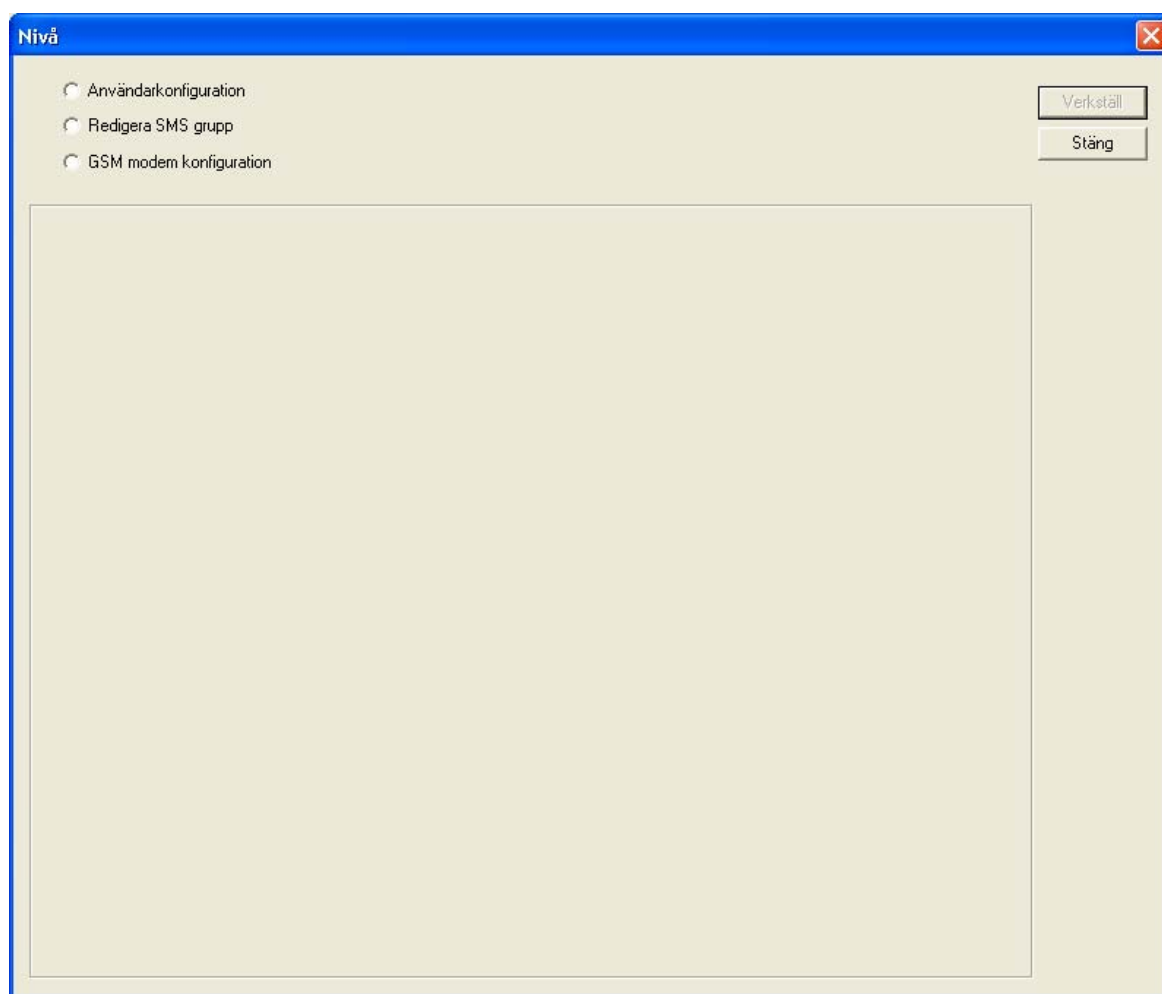 Nivå
Användarkonfiguration
Redigera SMS grupp
GSM modem konfiguration
Verkställ
Stäng